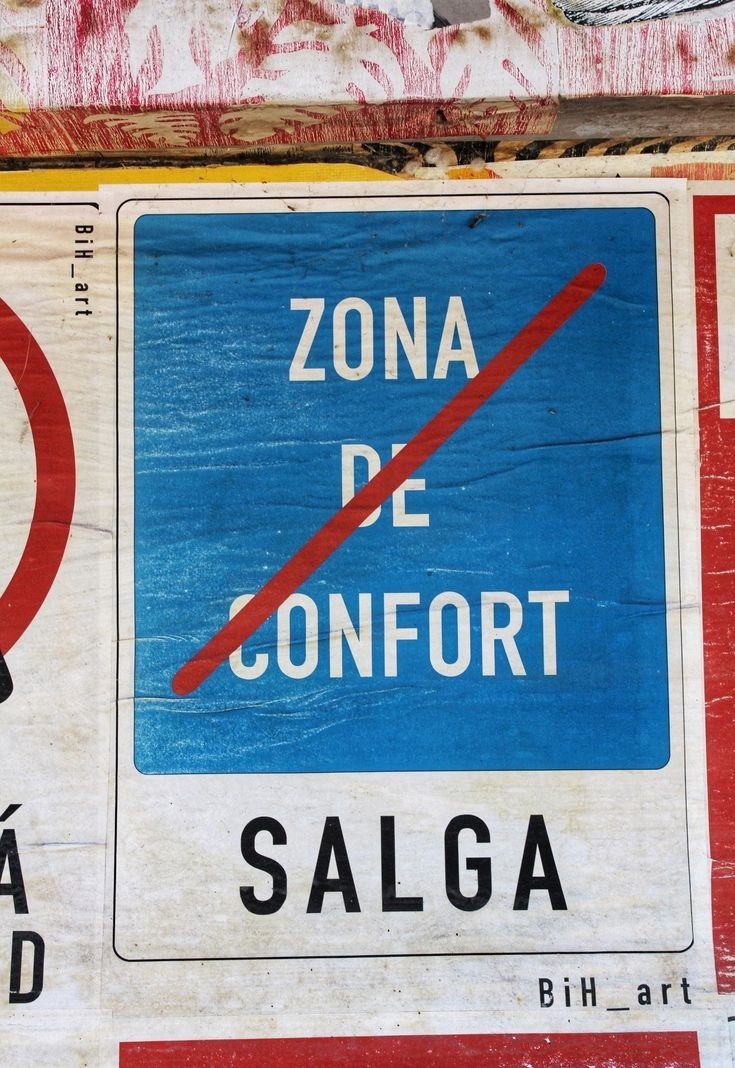 BiH_art
ZONA
DE
CONFORT
SALGA
Á
D
BiH_art